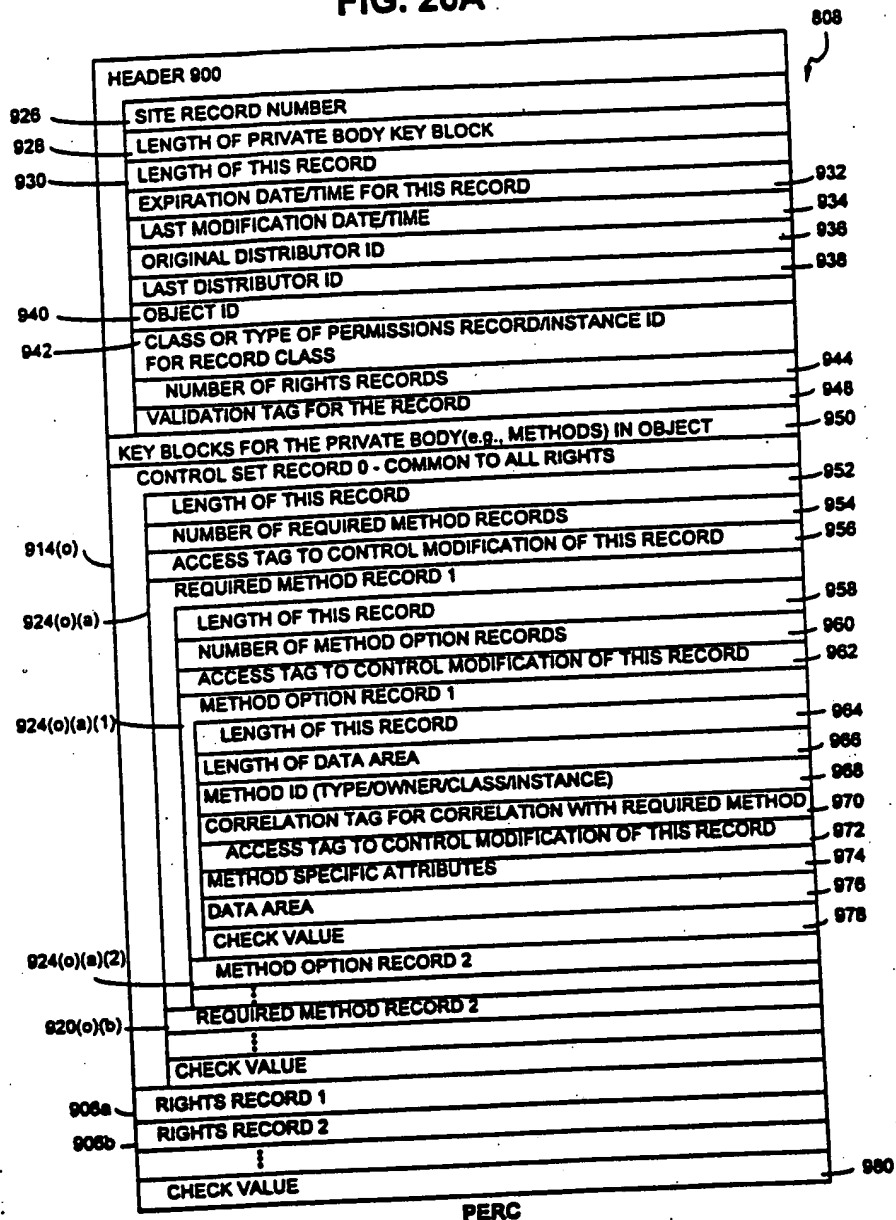 FIG. 26A
808
HEADER 900
926 SITE RECORD NUMBER
928 LENGTH OF PRIVATE BODY KEY BLOCK
930 LENGTH OF THIS RECORD
EXPIRATION DATE/TIME FOR THIS RECORD 932
LAST MODIFICATION DATE/TIME 934
ORIGINAL DISTRIBUTOR ID 936
LAST DISTRIBUTOR ID 938
940 OBJECT ID
942 CLASS OR TYPE OF PERMISSIONS RECORD/INSTANCE ID
FOR RECORD CLASS
NUMBER OF RIGHTS RECORDS 944
VALIDATION TAG FOR THE RECORD 948
KEY BLOCKS FOR THE PRIVATE BODY(e.g., METHODS) IN OBJECT 950
CONTROL SET RECORD 0 - COMMON TO ALL RIGHTS
LENGTH OF THIS RECORD 952
NUMBER OF REQUIRED METHOD RECORDS 954
914(o) ACCESS TAG TO CONTROL MODIFICATION OF THIS RECORD 956
REQUIRED METHOD RECORD 1
924(o)(a) LENGTH OF THIS RECORD 958
NUMBER OF METHOD OPTION RECORDS 960
ACCESS TAG TO CONTROL MODIFICATION OF THIS RECORD 962
METHOD OPTION RECORD 1
924(o)(a)(1) LENGTH OF THIS RECORD 964
LENGTH OF DATA AREA 966
METHOD ID (TYPE/OWNER/CLASS/INSTANCE) 968
CORRELATION TAG FOR CORRELATION WITH REQUIRED METHOD 970
ACCESS TAG TO CONTROL MODIFICATION OF THIS RECORD 972
METHOD SPECIFIC ATTRIBUTES 974
DATA AREA 976
CHECK VALUE 978
924(o)(a)(2) METHOD OPTION RECORD 2
920(o)(b) REQUIRED METHOD RECORD 2
CHECK VALUE
906a RIGHTS RECORD 1
906b RIGHTS RECORD 2
CHECK VALUE 980
PERC